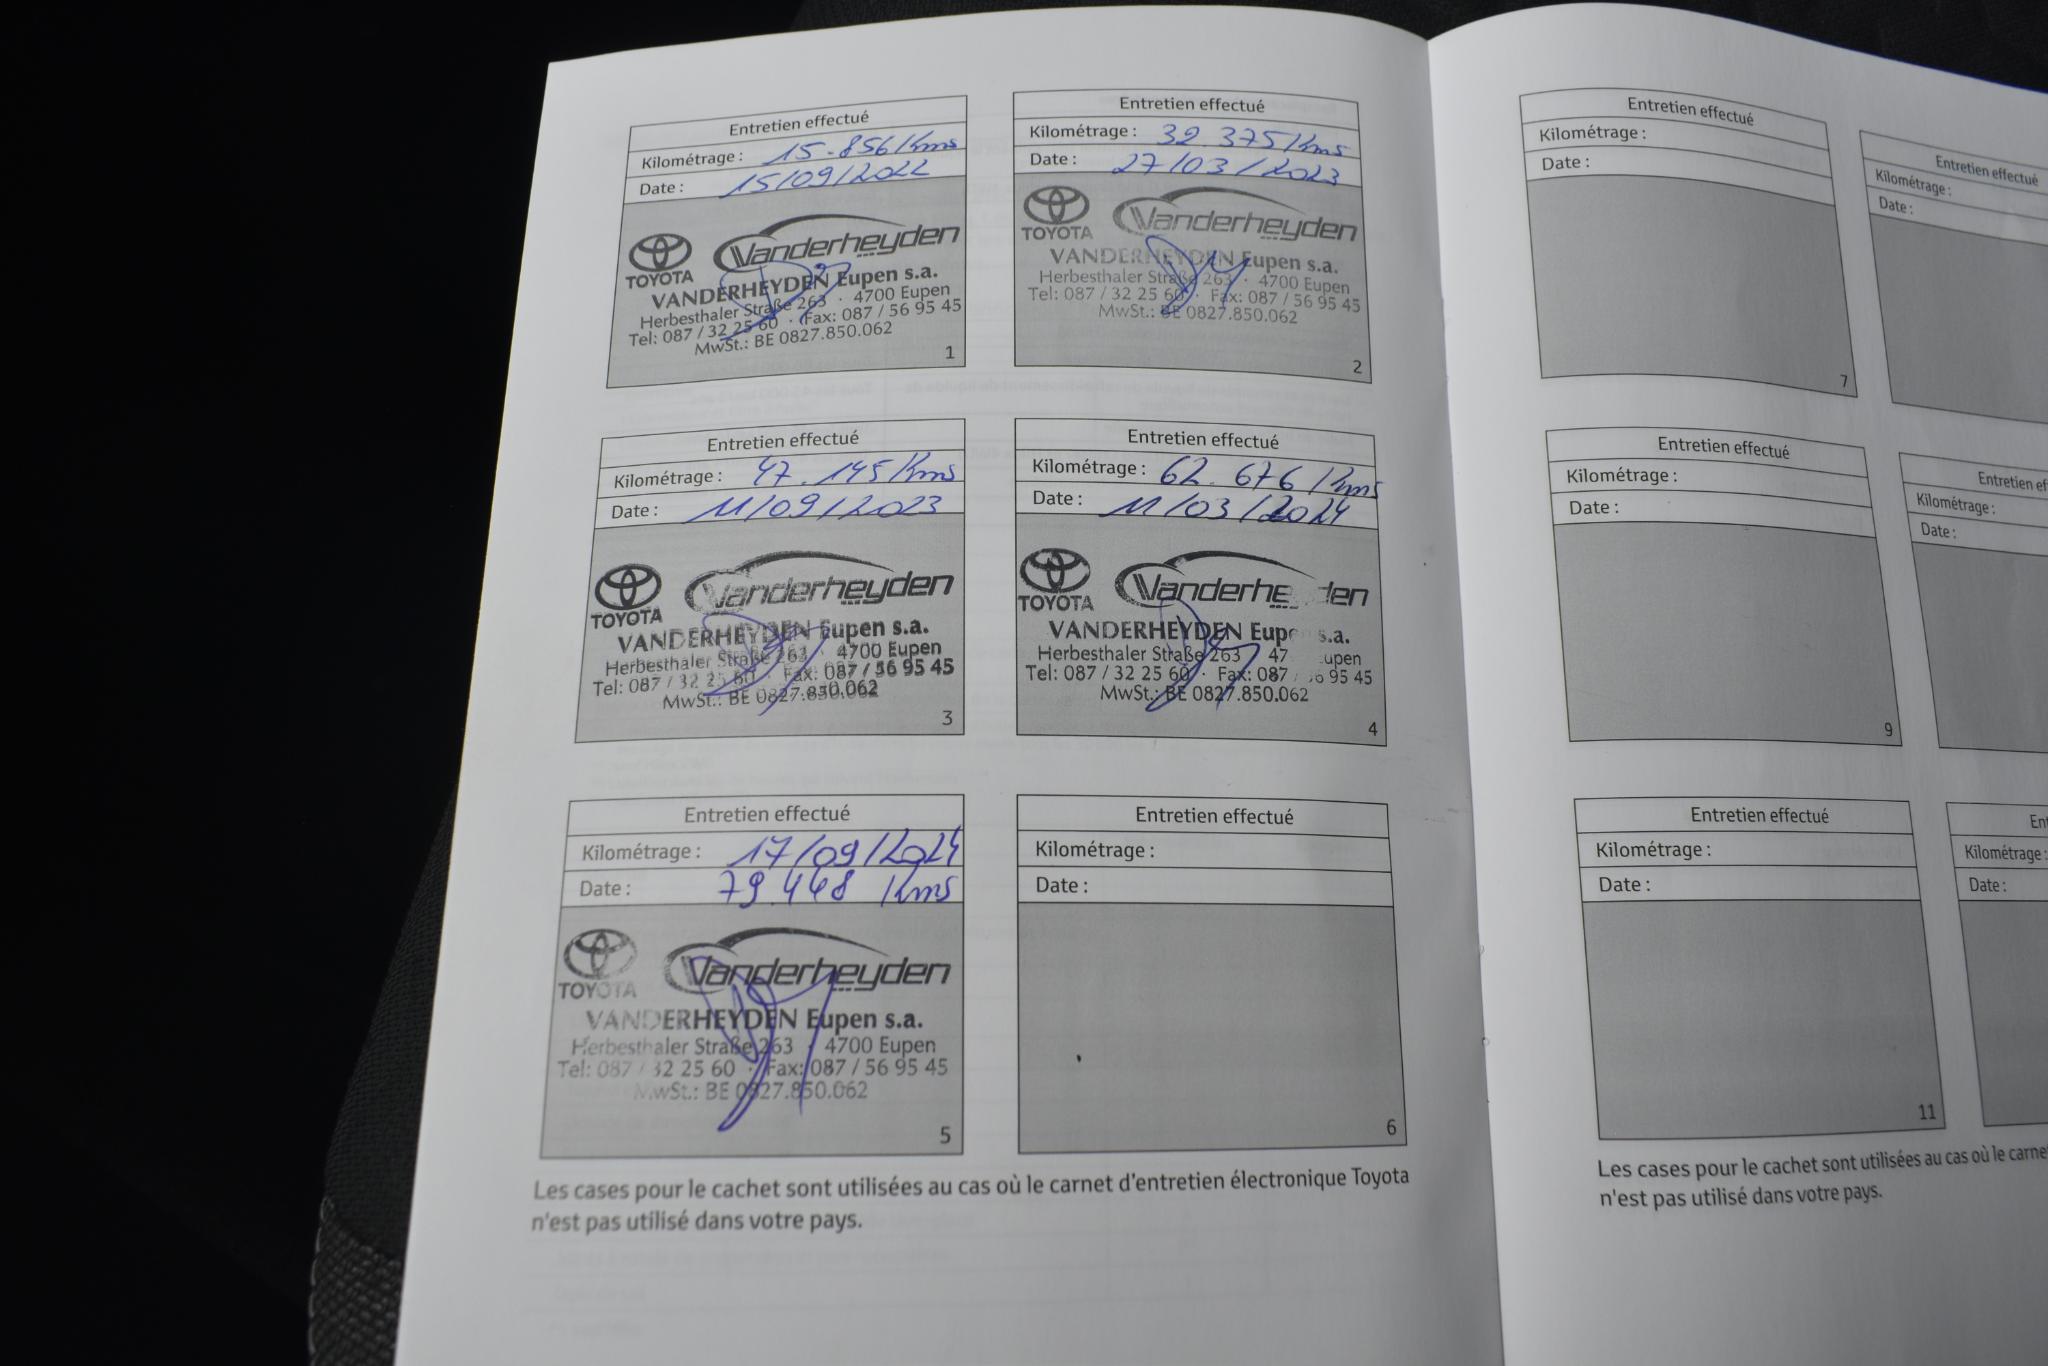 Entretien effectué
Kilométrage : 15.856 Kms
Date : 15/09/2022
TOYOTA Vanderheyden
VANDERHEYDEN Eupen s.a.
Herbesthaler Straße 263 · 4700 Eupen
Tel: 087 / 32 25 60 · Fax: 087 / 56 95 45
MwSt.: BE 0827.850.062
1
Entretien effectué
Kilométrage : 32.375 Kms
Date : 27/03/2023
TOYOTA Vanderheyden
VANDERHEYDEN Eupen s.a.
Herbesthaler Straße 263 · 4700 Eupen
Tel: 087 / 32 25 60 · Fax: 087 / 56 95 45
MwSt.: BE 0827.850.062
2
Entretien effectué
Kilométrage : 47.145 Kms
Date : 11/09/2023
TOYOTA Vanderheyden
VANDERHEYDEN Eupen s.a.
Herbesthaler Straße 263 · 4700 Eupen
Tel: 087 / 32 25 60 · Fax: 087 / 56 95 45
MwSt.: BE 0827.850.062
3
Entretien effectué
Kilométrage : 62.676 Kms
Date : 11/03/2024
TOYOTA
VANDERHEYDEN s.a.
Herbesthaler Straße 263
Tel: 087 / 32 25 60 · Fax: 087 95 45
MwSt.: BE 0827.850.062
4
Entretien effectué
Kilométrage : 17/09/2024
Date : 79.448 Kms
TOYOTA Vanderheyden
VANDERHEYDEN Eupen s.a.
Herbesthaler Straße 263 · 4700 Eupen
Tel: 087 / 32 25 60 · Fax: 087 / 56 95 45
MwSt.: BE 0827.850.062
5
Entretien effectué
Kilométrage :
Date :
6
Les cases pour le cachet sont utilisées au cas où le carnet d'entretien électronique Toyota
n'est pas utilisé dans votre pays.
Entretien effectué
Kilométrage :
Date :
7
Entretien effectué
Kilométrage :
Date :
Entretien effectué
Kilométrage :
Date :
9
Entretien
Kilométrage :
Date :
Entretien effectué
Kilométrage :
Date :
11
Kilométrage :
Date :
Les cases pour le cachet sont utilisées au cas où le
n'est pas utilisé dans votre pays.